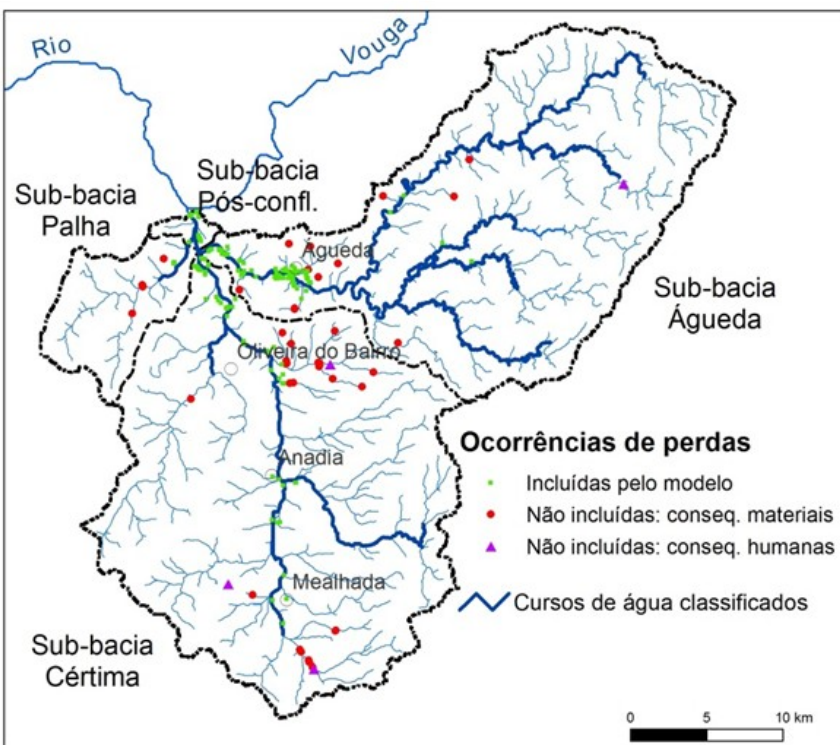 Rio
Vouga
Sub-bacia
Pós-confl.
Sub-bacia
Palha
Águeda
Sub-bacia
Águeda
Oliveira do Bairro
Ocorrências de perdas
Incluídas pelo modelo
Não incluídas: conseq. materiais
Não incluídas: conseq. humanas
Cursos de água classificados
Anadia
Mealhada
Sub-bacia
Cértima
0 5 10 km